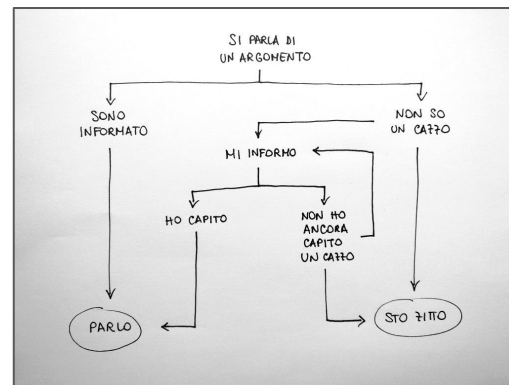 SI PARLA DI
UN ARGOMENTO
SONO
INFORMATO
NON SO
UN CAZZO
MI INFORMO
HO CAPITO
NON HO
ANCORA
CAPITO
UN CAZZO
PARLO
STO ZITTO